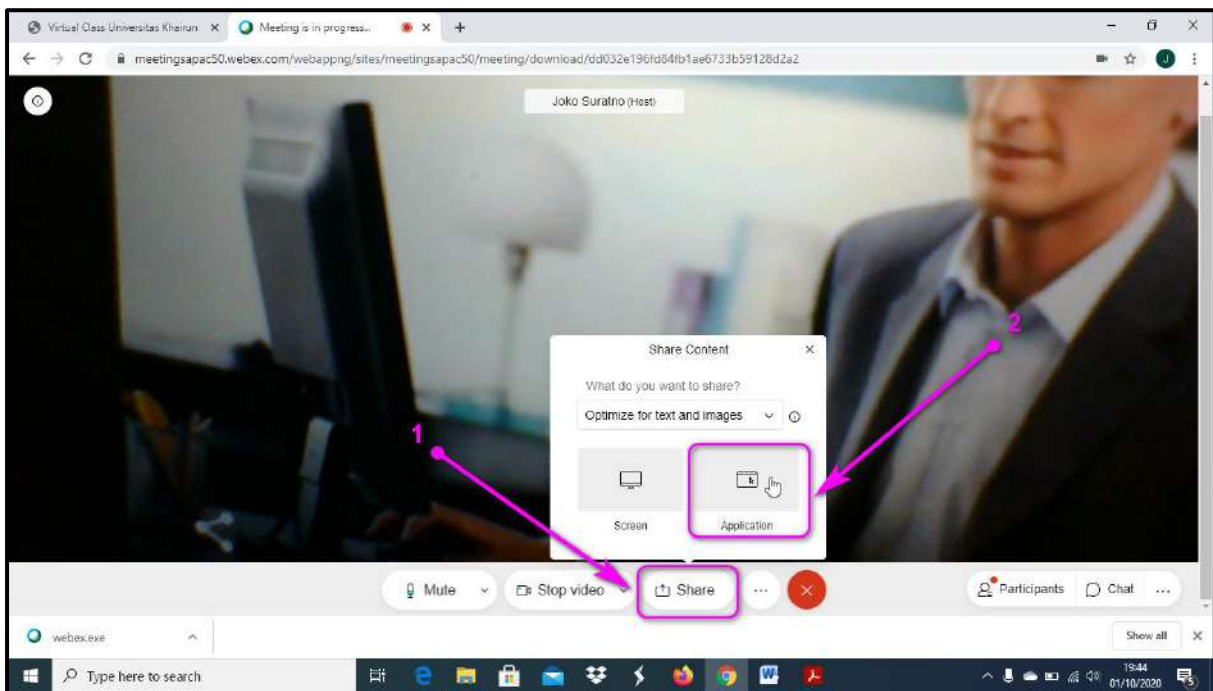 Virtual Class Universitas Khairun
Meeting is in progress...
meetingsapac50.webex.com/webappng/sites/meetingsapac50/meeting/download/dd032e196fd84fb1ae6733b59128d2a2
J
Joko Suratno (Host)
2
Share Content
What do you want to share?
Optimize for text and images
1
Screen
Application
Mute
Stop video
Share
Participants
Chat
webex.exe
Show all
Type here to search
19:44
01/10/2020
5